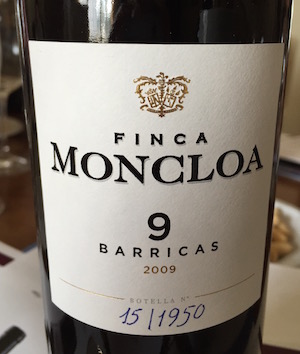 FINCA
MONCLOA
9
BARRICAS
2009
BOTELLA Nº
15/1950